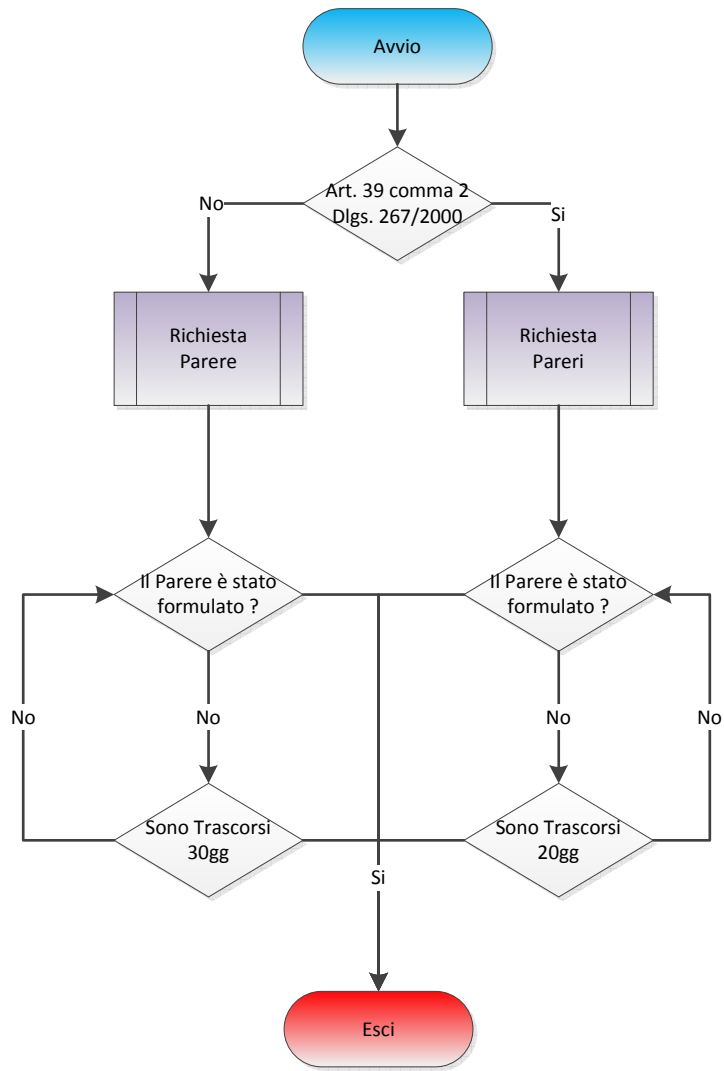 Avvio
Art. 39 comma 2
Dlgs. 267/2000
No
Si
Richiesta
Parere
Richiesta
Pareri
Il Parere è stato
formulato ?
Il Parere è stato
formulato ?
No
No
No
No
Sono Trascorsi
30gg
Sono Trascorsi
20gg
Si
Esci